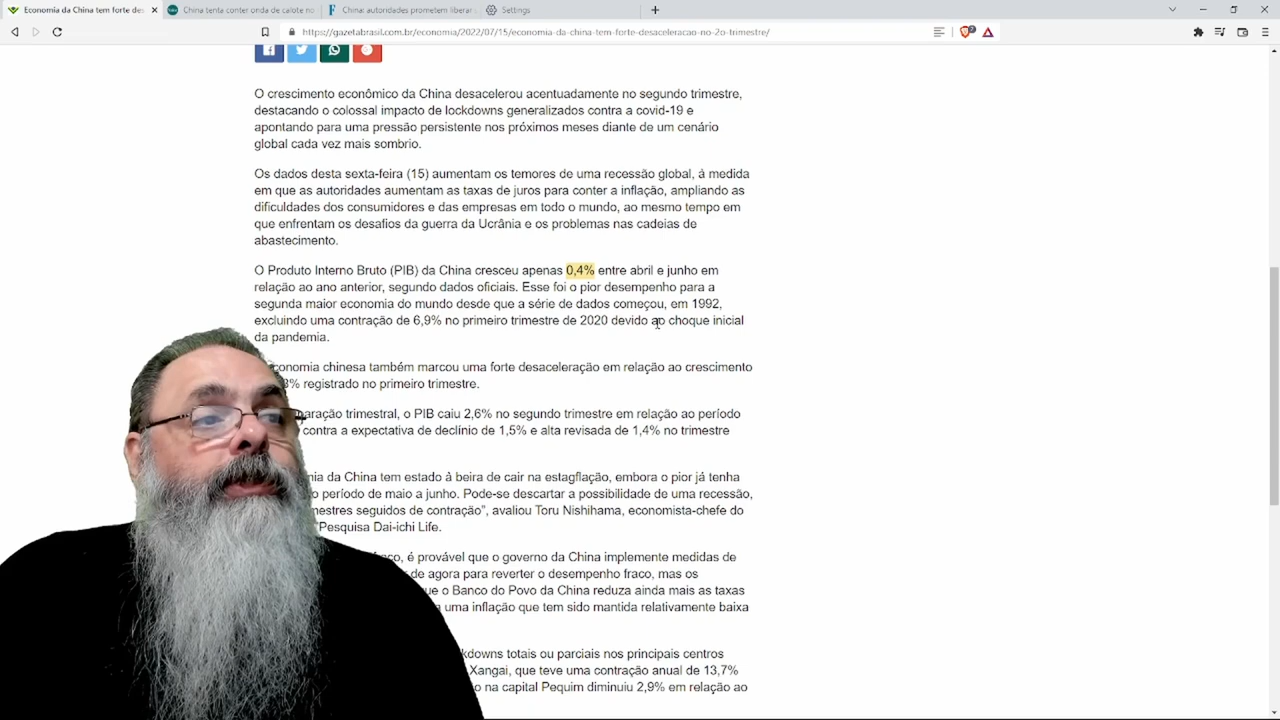 Economia da China tem forte des
China tenta conter onda de calote no
China: autoridades prometem liberar
Settings
https://gazetabrasil.com.br/economia/2022/07/15/economia-da-china-tem-forte-desaceleracao-no-2o-trimestre/
O crescimento econômico da China desacelerou acentuadamente no segundo trimestre,
destacando o colossal impacto de lockdowns generalizados contra a covid-19 e
apontando para uma pressão persistente nos próximos meses diante de um cenário
global cada vez mais sombrio.
Os dados desta sexta-feira (15) aumentam os temores de uma recessão global, à medida
em que as autoridades aumentam as taxas de juros para conter a inflação, ampliando as
dificuldades dos consumidores e das empresas em todo o mundo, ao mesmo tempo em
que enfrentam os desafios da guerra da Ucrânia e os problemas nas cadeias de
abastecimento.
O Produto Interno Bruto (PIB) da China cresceu apenas 0,4% entre abril e junho em
relação ao ano anterior, segundo dados oficiais. Esse foi o pior desempenho para a
segunda maior economia do mundo desde que a série de dados começou, em 1992,
excluindo uma contração de 6,9% no primeiro trimestre de 2020 devido ao choque inicial
da pandemia.
conomia chinesa também marcou uma forte desaceleração em relação ao crescimento
% registrado no primeiro trimestre.
paração trimestral, o PIB caiu 2,6% no segundo trimestre em relação ao período
contra a expectativa de declínio de 1,5% e alta revisada de 1,4% no trimestre
ia da China tem estado à beira de cair na estagflação, embora o pior já tenha
o período de maio a junho. Pode-se descartar a possibilidade de uma recessão,
mestres seguidos de contração", avaliou Toru Nishihama, economista-chefe do
Pesquisa Dai-ichi Life.
co, é provável que o governo da China implemente medidas de
r de agora para reverter o desempenho fraco, mas os
ue o Banco do Povo da China reduza ainda mais as taxas
a uma inflação que tem sido mantida relativamente baixa
kdowns totais ou parciais nos principais centros
Xangai, que teve uma contração anual de 13,7%
o na capital Pequim diminuiu 2,9% em relação ao